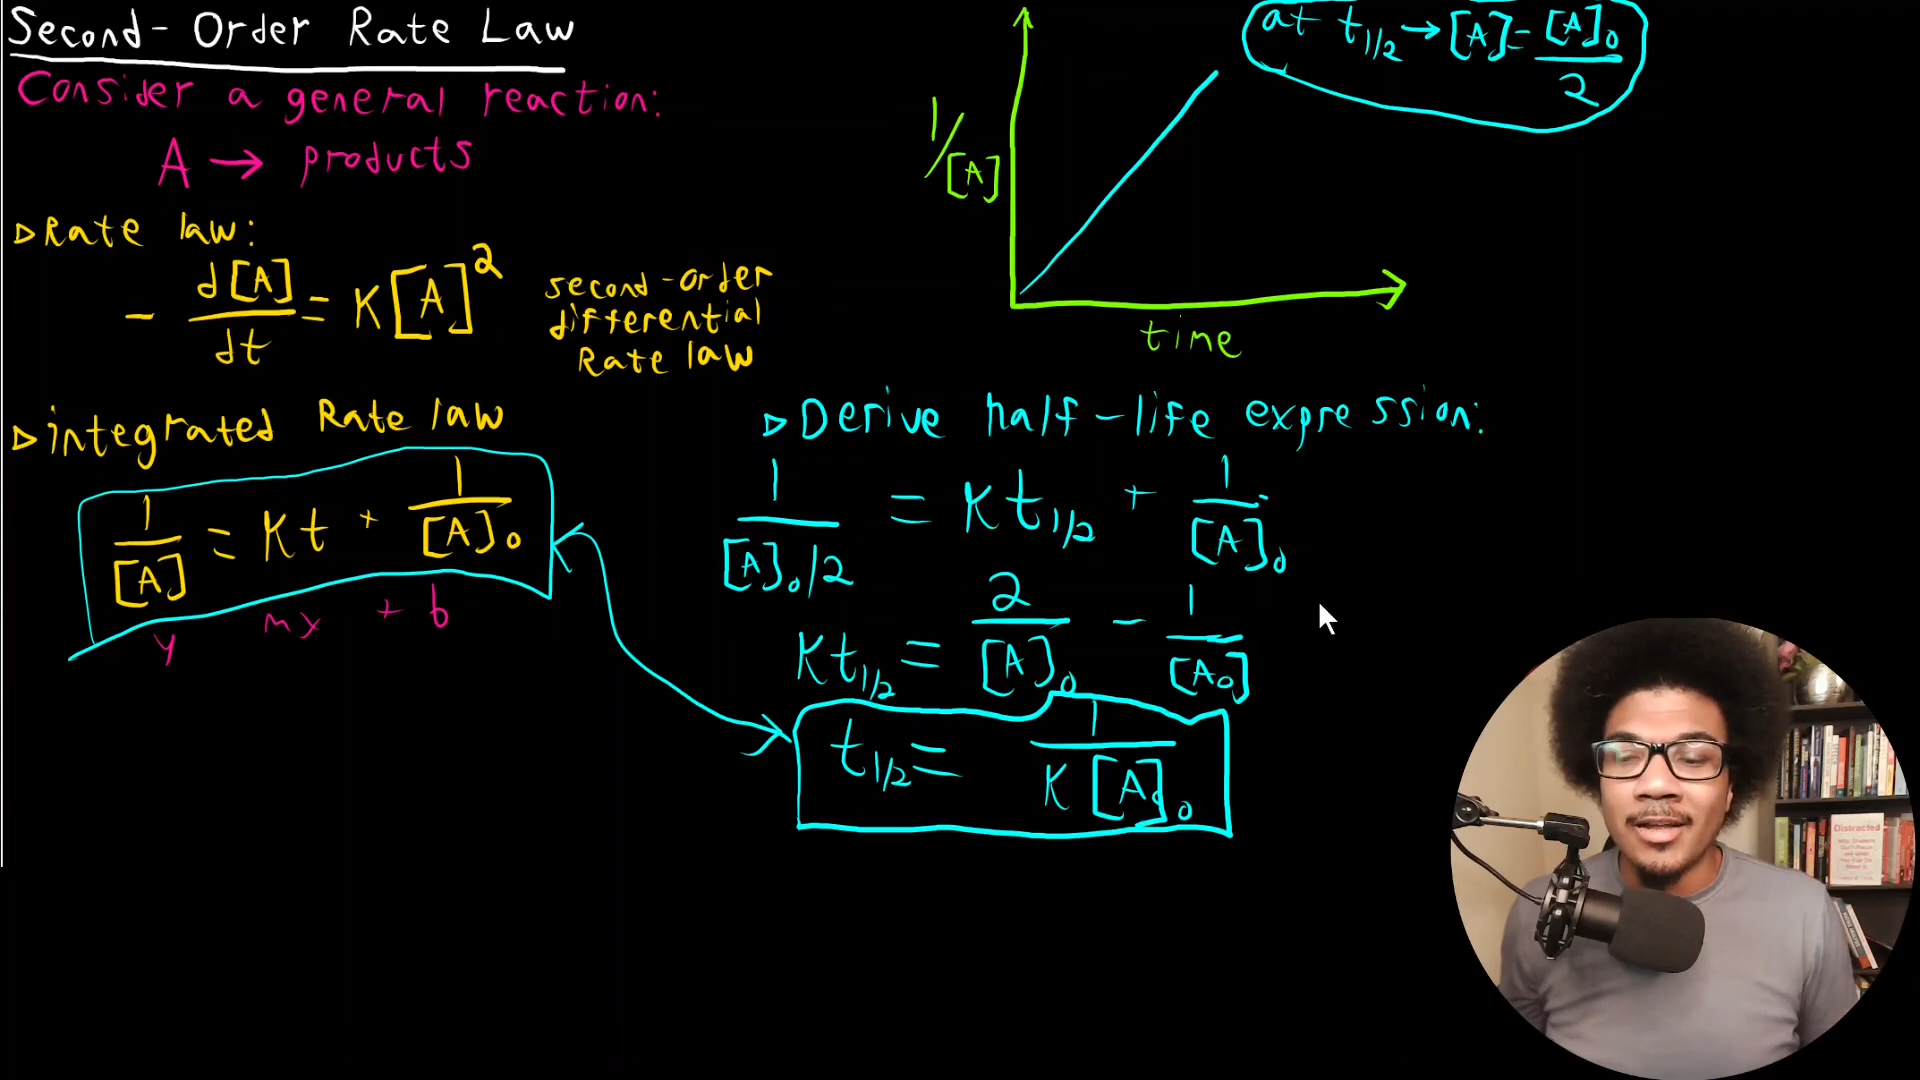 Second-Order Rate Law
Consider a general reaction:
A → products
▷Rate law:
- d[A]/dt = K[A]²
second-order
differential
Rate law
▷integrated Rate law
1/[A] = Kt + 1/[A]₀
y mx + b
1/[A]
time
at t₁/₂ → [A] = [A]₀/2
▷Derive half-life expression:
1/[A]₀/2 = Kt₁/₂ + 1/[A]₀
Kt₁/₂ = 2/[A]₀ - 1/[A₀]
t₁/₂ = 1/K[A]₀
Distracted